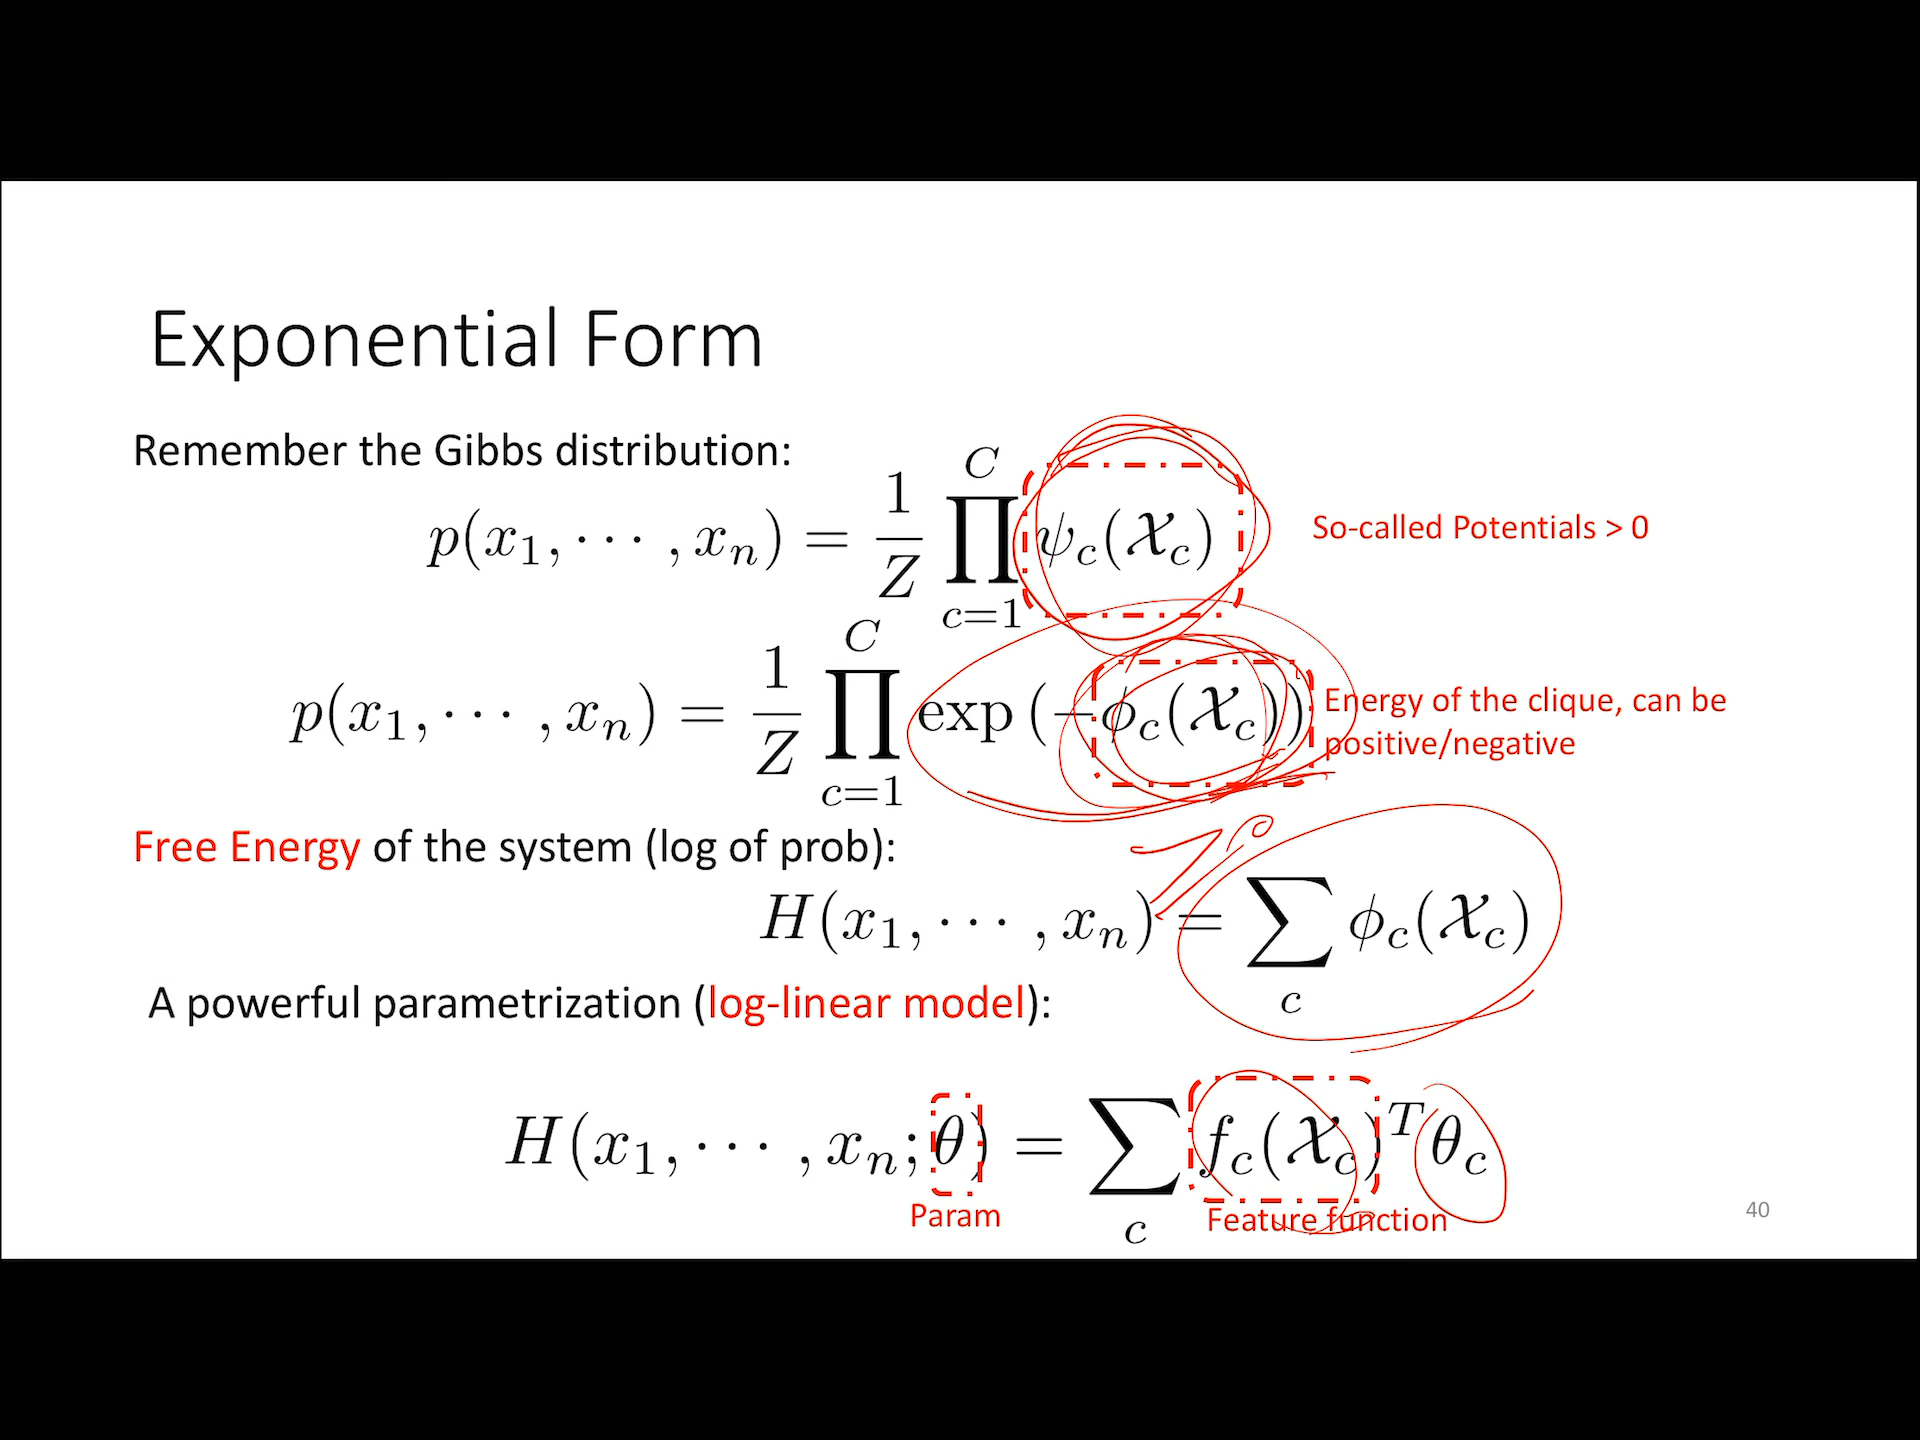 Exponential Form
Remember the Gibbs distribution:
p(x_1, ⋯ , x_n) = \frac{1}{Z} ∏_{c=1}^{C} ψ_c(𝒳_c)
So-called Potentials > 0
p(x_1, ⋯ , x_n) = \frac{1}{Z} ∏_{c=1}^{C} exp (−ϕ_c(𝒳_c))
Energy of the clique, can be
positive/negative
Free Energy of the system (log of prob):
H(x_1, ⋯ , x_n) = ∑_c ϕ_c(𝒳_c)
A powerful parametrization (log-linear model):
H(x_1, ⋯ , x_n; θ) = ∑_c f_c(𝒳_c)^T θ_c
Param
Feature function
40